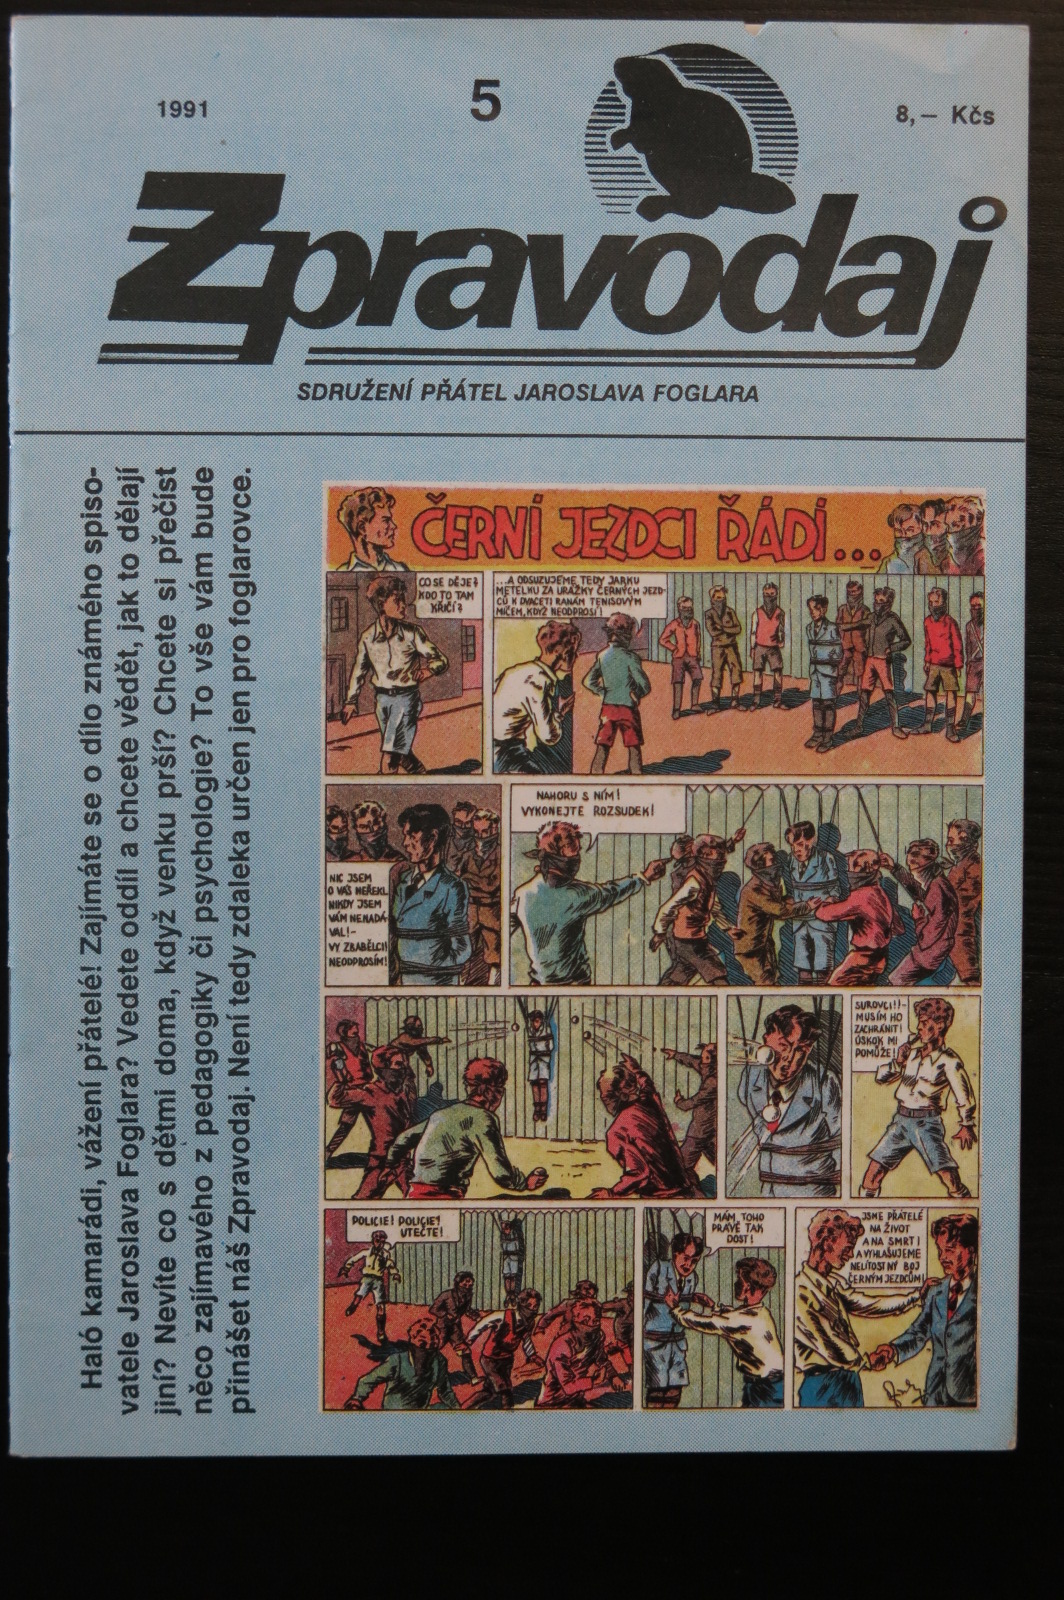 1991
5
8,— Kčs
Zpravodaj
SDRUŽENÍ PŘÁTEL JAROSLAVA FOGLARA
Haló kamarádi, vážení přátelé! Zajímáte se o dílo známého spiso-
vatele Jaroslava Foglara? Vedete oddíl a chcete vědět, jak to dělají
jiní? Nevíte co s dětmi doma, když venku prší? Chcete si přečíst
něco zajímavého z pedagogiky či psychologie? To vše vám bude
přinášet náš Zpravodaj. Není tedy zdaleka určen jen pro foglarovce.
ČERNÍ JEZDCI ŘÁDÍ...
CO SE DĚJE?
KDO TO TAM
KŘIČÍ?
...A ODSUZUJEME TEDY JARKU
METELKU ZA URÁŽKY ČERNÝCH JEZD-
CŮ K DVACETI RANÁM TENISOVÝM
MÍČEM, KDYŽ NEODPROSÍ!
NIC JSEM
O VÁS NEŘEKL
NIKDY JSEM
VÁM NENADÁ
VAL!-
VY ZBABĚLCI!
NEODPROSÍM!
NAHORU S NÍM!
VYKONEJTE ROZSUDEK!
SUROVCI!!-
MUSÍM HO
ZACHRÁNIT!
ÚSKOK MI
POMŮŽE!
POLICIE! POLICIE!
UTEČTE!
MÁM TOHO
PRÁVĚ TAK
DOST!
JSME PŘÁTELÉ
NA ŽIVOT
A NA SMRT I
A VYHLAŠUJEME
NELÍTOSTNÝ BOJ
ČERNÝM JEZDCŮM!